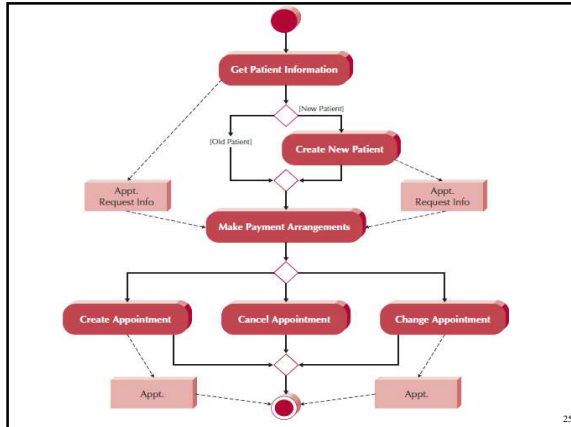 Get Patient Information
[New Patient]
[Old Patient]
Create New Patient
Appt.
Request Info
Appt.
Request Info
Make Payment Arrangements
Create Appointment
Cancel Appointment
Change Appointment
Appt.
Appt.
25